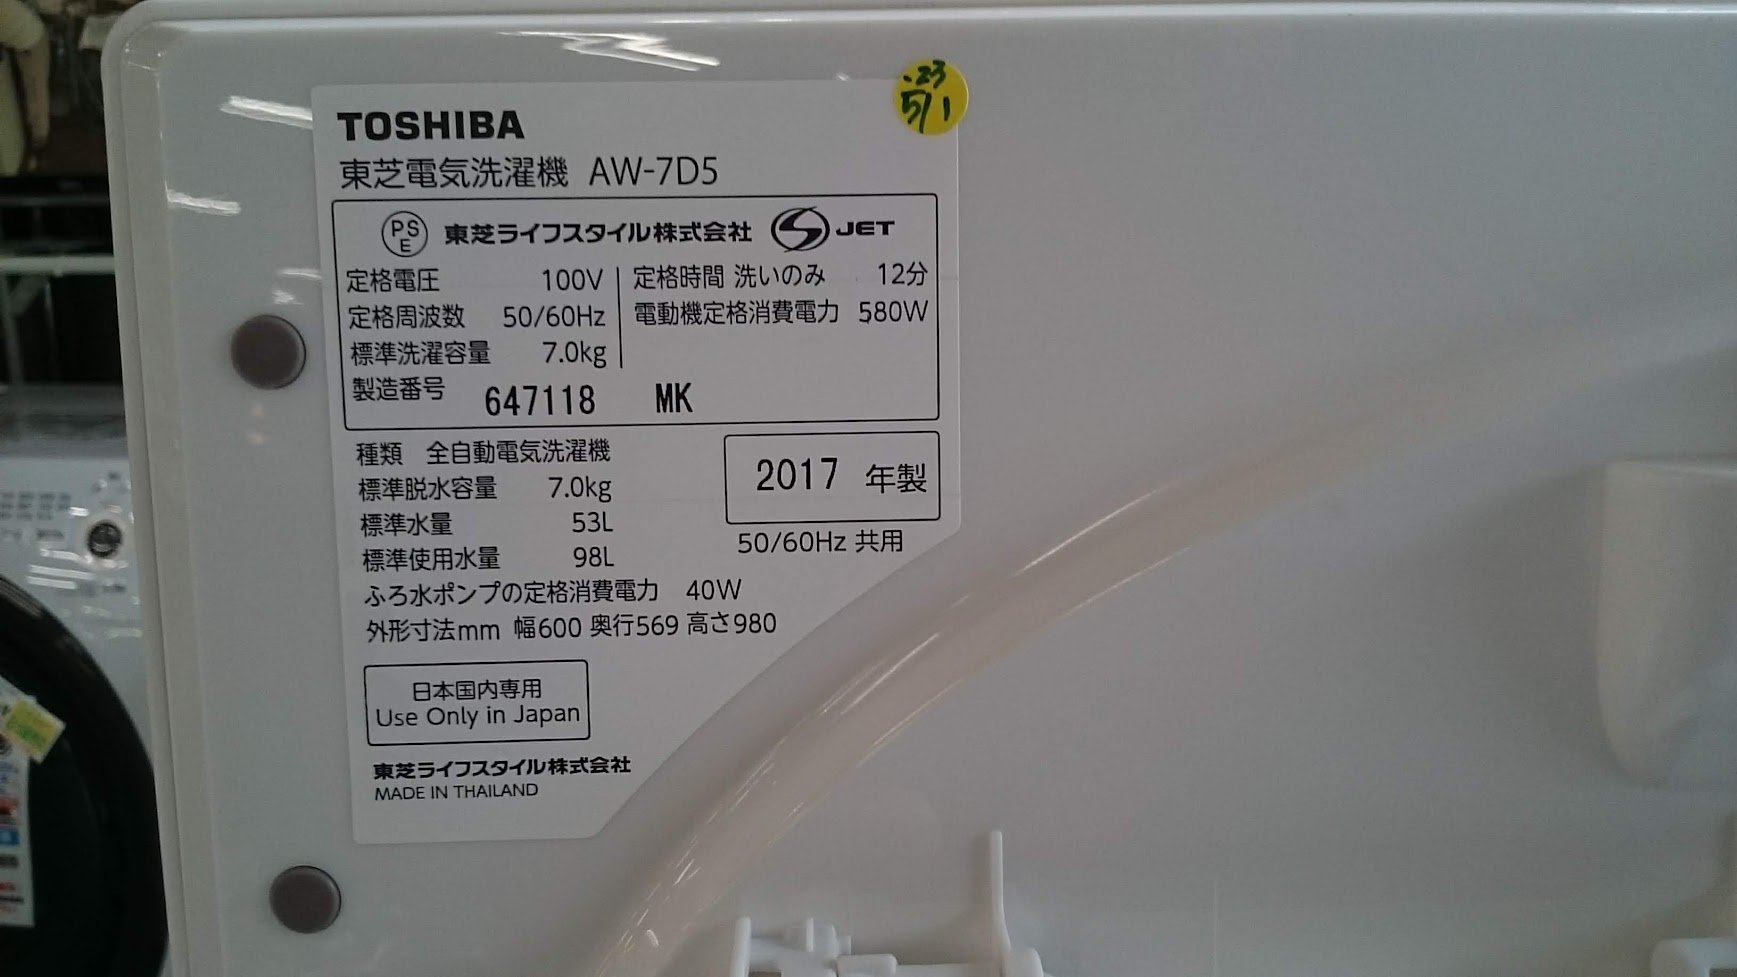 '23
5/1
TOSHIBA
東芝電気洗濯機 AW-7D5
PSE 東芝ライフスタイル株式会社 S JET
定格電圧 100V
定格周波数 50/60Hz
標準洗濯容量 7.0kg
定格時間 洗いのみ 12分
電動機定格消費電力 580W
製造番号 647118 MK
種類 全自動電気洗濯機
標準脱水容量 7.0kg
標準水量 53L
標準使用水量 98L
2017 年製
50/60Hz 共用
ふろ水ポンプの定格消費電力 40W
外形寸法mm 幅600 奥行569 高さ980
日本国内専用
Use Only in Japan
東芝ライフスタイル株式会社
MADE IN THAILAND